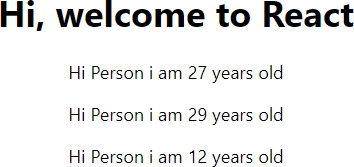 Hi, welcome to React
Hi Person i am 27 years old
Hi Person i am 29 years old
Hi Person i am 12 years old